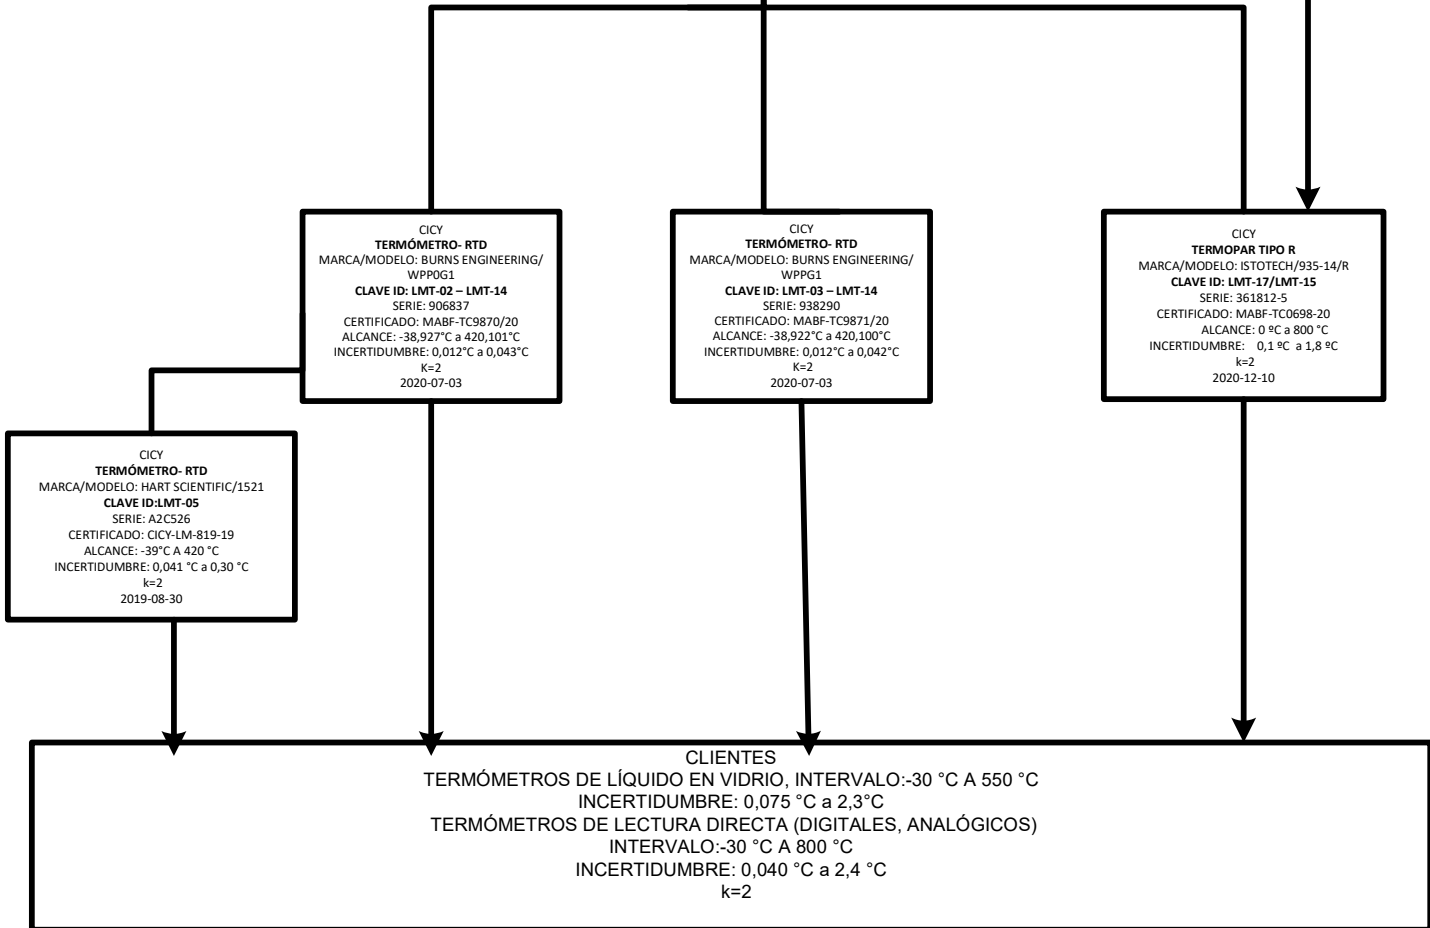 CICY
TERMÓMETRO- RTD
MARCA/MODELO: BURNS ENGINEERING/
WPP0G1
CLAVE ID: LMT-02 – LMT-14
SERIE: 906837
CERTIFICADO: MABF-TC9870/20
ALCANCE: -38,927°C a 420,101°C
INCERTIDUMBRE: 0,012°C a 0,043°C
K=2
2020-07-03
CICY
TERMÓMETRO- RTD
MARCA/MODELO: BURNS ENGINEERING/
WPPG1
CLAVE ID: LMT-03 – LMT-14
SERIE: 938290
CERTIFICADO: MABF-TC9871/20
ALCANCE: -38,922°C a 420,100°C
INCERTIDUMBRE: 0,012°C a 0,042°C
K=2
2020-07-03
CICY
TERMOPAR TIPO R
MARCA/MODELO: ISTOTECH/935-14/R
CLAVE ID: LMT-17/LMT-15
SERIE: 361812-5
CERTIFICADO: MABF-TC0698-20
ALCANCE: 0 ºC a 800 °C
INCERTIDUMBRE: 0,1 ºC a 1,8 ºC
k=2
2020-12-10
CICY
TERMÓMETRO- RTD
MARCA/MODELO: HART SCIENTIFIC/1521
CLAVE ID:LMT-05
SERIE: A2C526
CERTIFICADO: CICY-LM-819-19
ALCANCE: -39°C A 420 °C
INCERTIDUMBRE: 0,041 °C a 0,30 °C
k=2
2019-08-30
CLIENTES
TERMÓMETROS DE LÍQUIDO EN VIDRIO, INTERVALO:-30 °C A 550 °C
INCERTIDUMBRE: 0,075 °C a 2,3°C
TERMÓMETROS DE LECTURA DIRECTA (DIGITALES, ANALÓGICOS)
INTERVALO:-30 °C A 800 °C
INCERTIDUMBRE: 0,040 °C a 2,4 °C
k=2